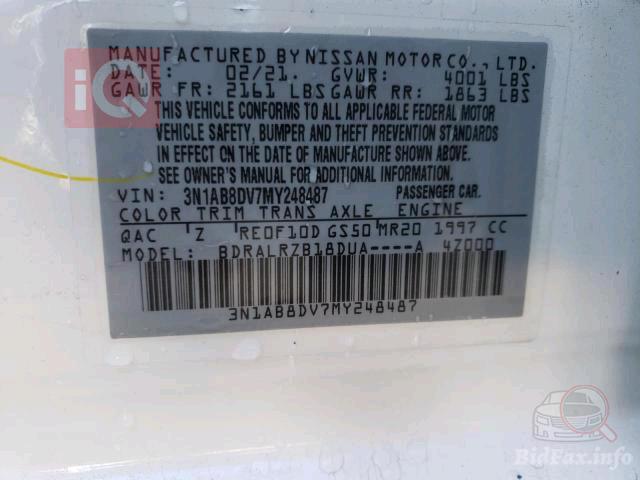 iQ
MANUFACTURED BY NISSAN MOTOR CO., LTD.
DATE: 02/21. GVWR: 4001 LBS
GAWR FR: 2161 LBS GAWR RR: 1863 LBS
THIS VEHICLE CONFORMS TO ALL APPLICABLE FEDERAL MOTOR
VEHICLE SAFETY, BUMPER AND THEFT PREVENTION STANDARDS
IN EFFECT ON THE DATE OF MANUFACTURE SHOWN ABOVE.
SEE OWNER'S MANUAL FOR ADDITIONAL INFORMATION.
VIN: 3N1AB8DV7MY248487 PASSENGER CAR.
COLOR TRIM TRANS AXLE ENGINE
QAC Z RE0F10D GS50 MR20 1997 CC
MODEL: BDRALRZB18DUA----A 4Z000
3N1AB8DV7MY248487
BidFax.info